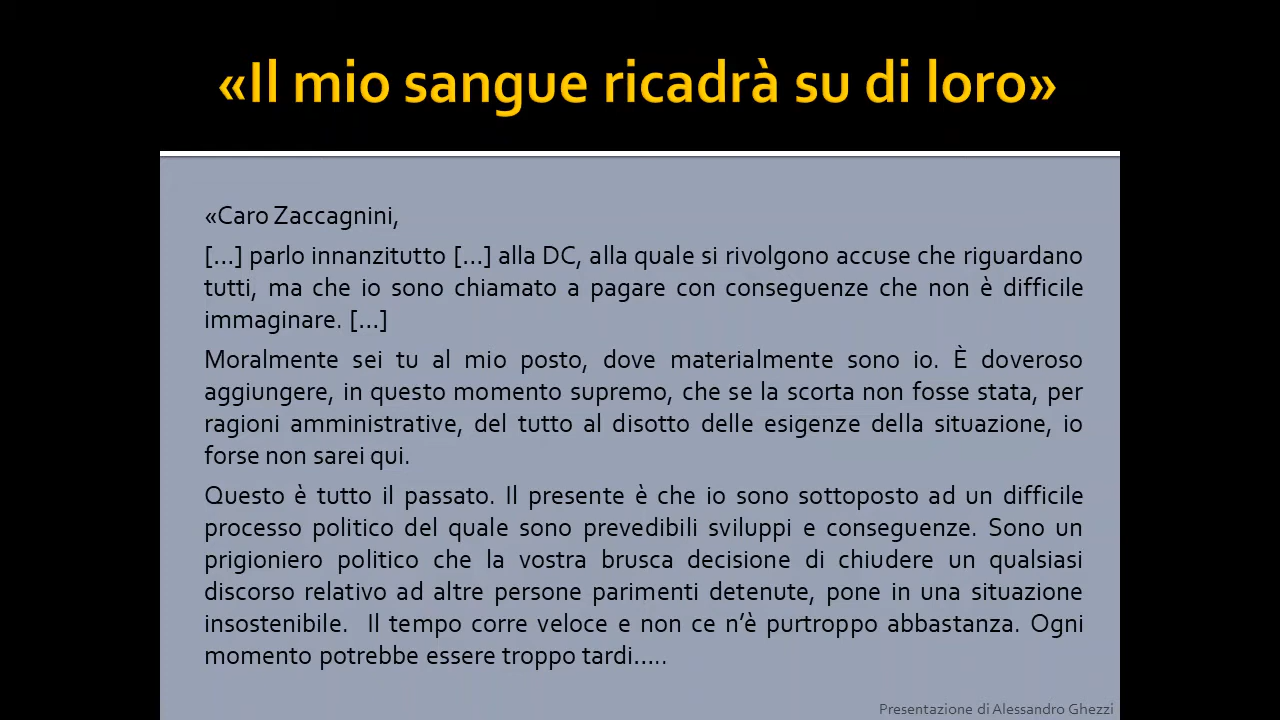 «Il mio sangue ricadrà su di loro»
«Caro Zaccagnini,
[...] parlo innanzitutto [...] alla DC, alla quale si rivolgono accuse che riguardano
tutti, ma che io sono chiamato a pagare con conseguenze che non è difficile
immaginare. [...]
Moralmente sei tu al mio posto, dove materialmente sono io. È doveroso
aggiungere, in questo momento supremo, che se la scorta non fosse stata, per
ragioni amministrative, del tutto al disotto delle esigenze della situazione, io
forse non sarei qui.
Questo è tutto il passato. Il presente è che io sono sottoposto ad un difficile
processo politico del quale sono prevedibili sviluppi e conseguenze. Sono un
prigioniero politico che la vostra brusca decisione di chiudere un qualsiasi
discorso relativo ad altre persone parimenti detenute, pone in una situazione
insostenibile.  Il tempo corre veloce e non ce n’è purtroppo abbastanza. Ogni
momento potrebbe essere troppo tardi.....
Presentazione di Alessandro Ghezzi